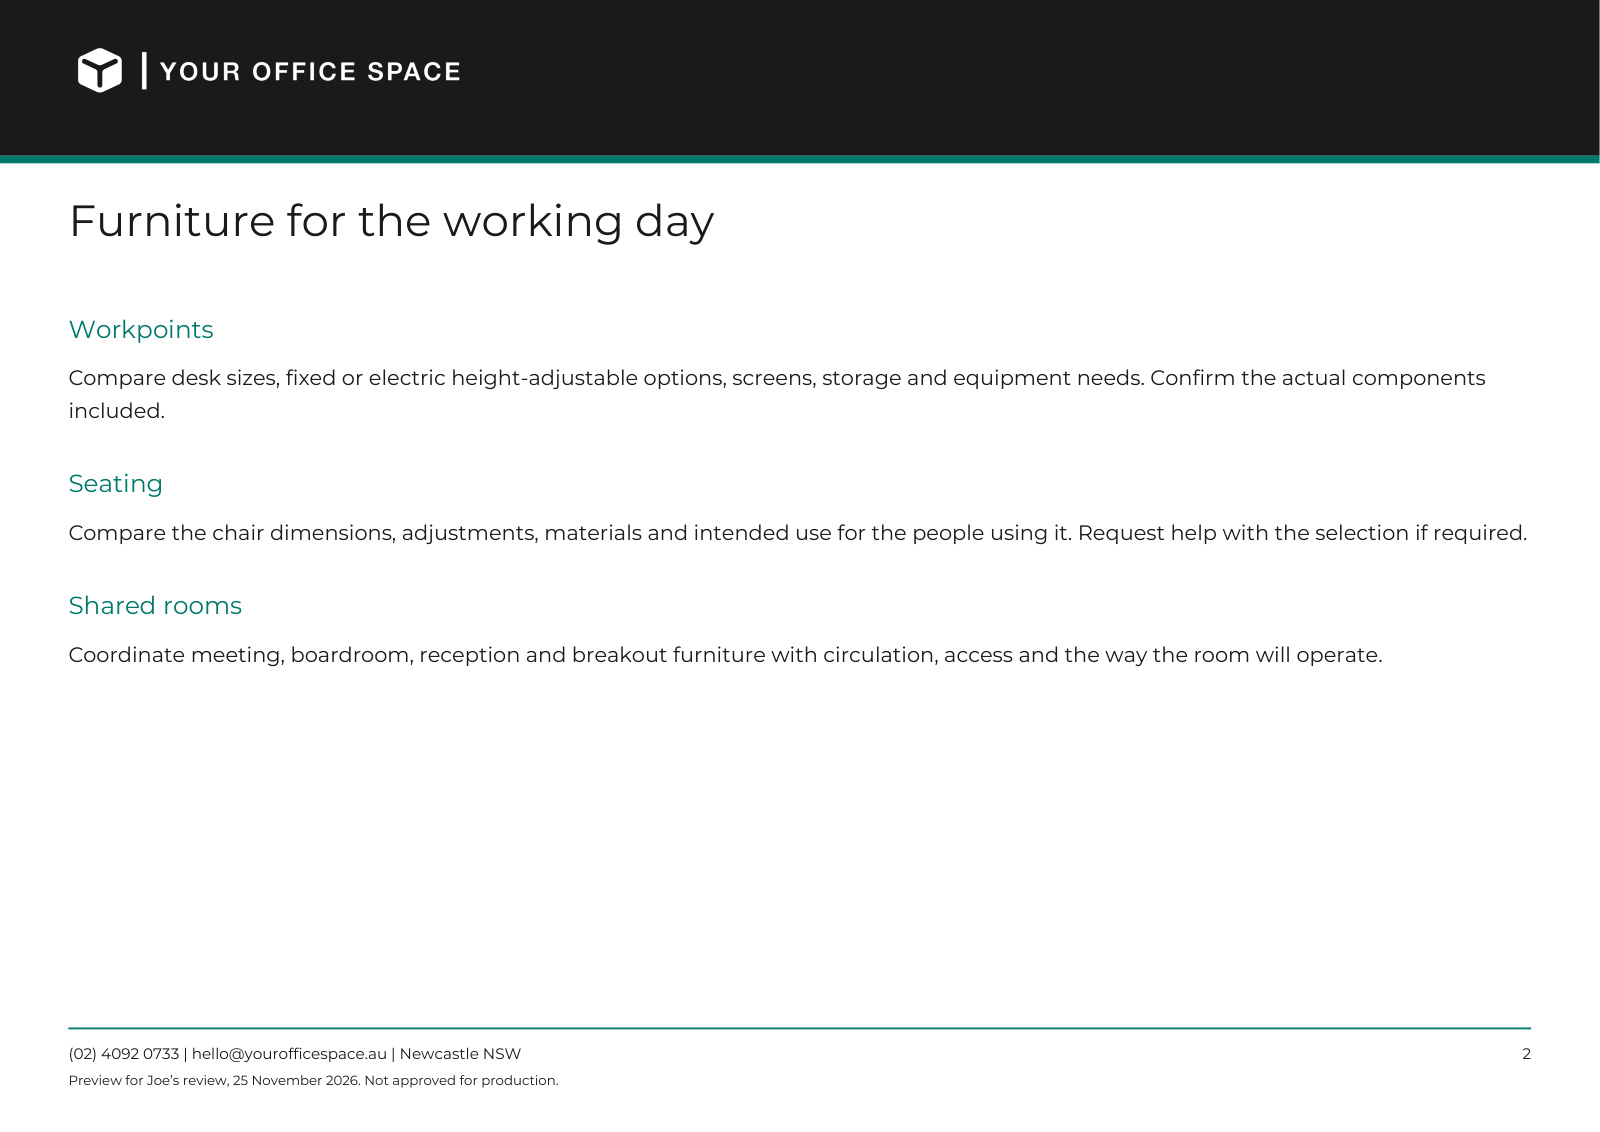 YOUR OFFICE SPACE
Furniture for the working day
Workpoints
Compare desk sizes, fixed or electric height-adjustable options, screens, storage and equipment needs. Confirm the actual components
included.
Seating
Compare the chair dimensions, adjustments, materials and intended use for the people using it. Request help with the selection if required.
Shared rooms
Coordinate meeting, boardroom, reception and breakout furniture with circulation, access and the way the room will operate.
(02) 4092 0733 | hello@yourofficespace.au | Newcastle NSW
2
Preview for Joe’s review, 25 November 2026. Not approved for production.